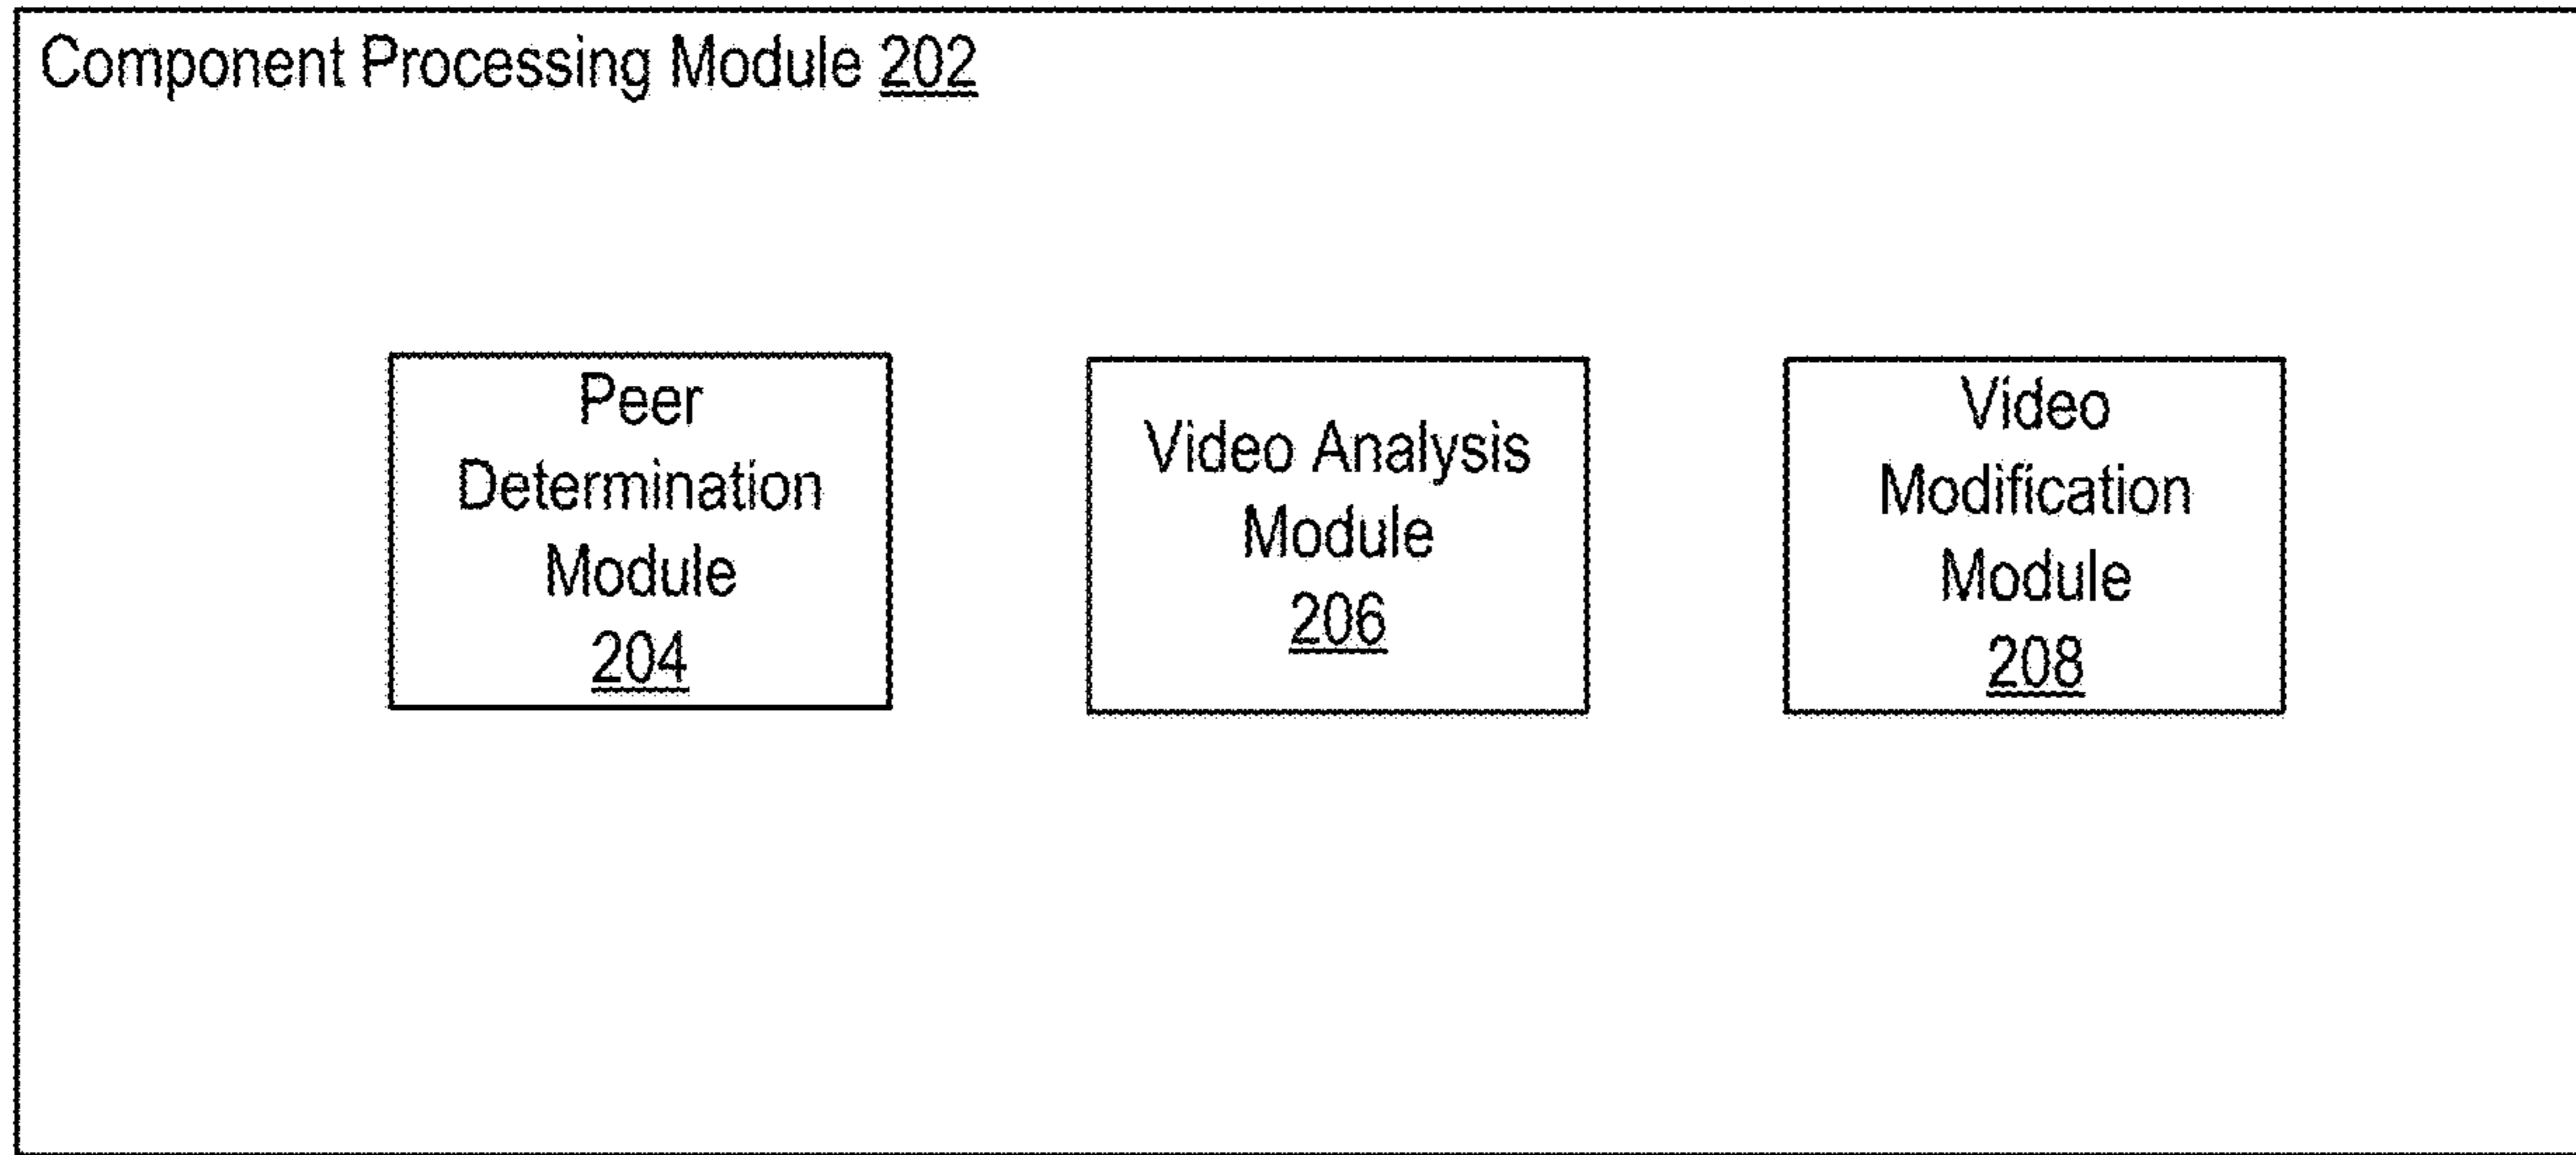 Component Processing Module 202
Peer
Determination
Module
204
Video Analysis
Module
206
Video
Modification
Module
208